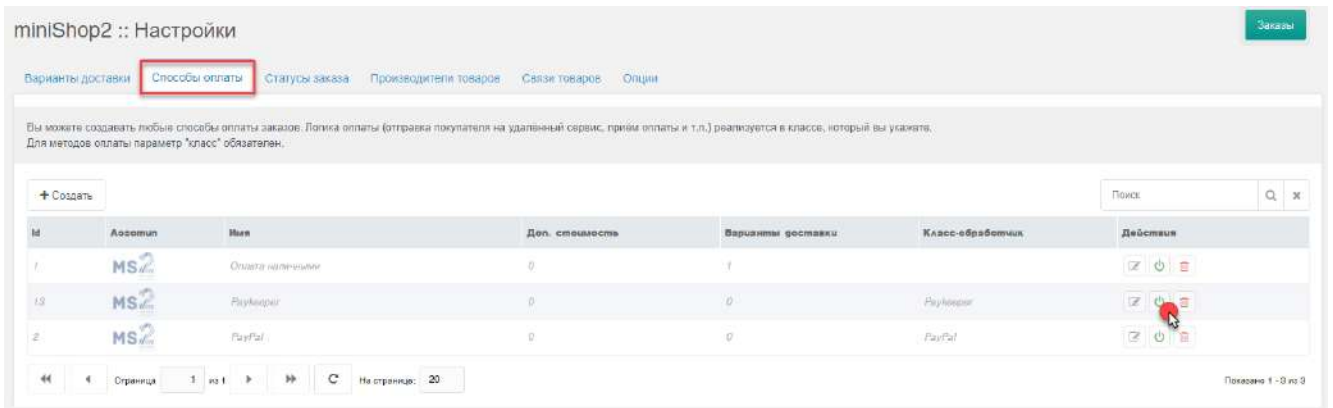 miniShop2 :: Настройки
Заказы
Варианты доставки Способы оплаты Статусы заказа Производители товаров Связи товаров Опции
Вы можете создавать любые способы оплаты заказов. Логика оплаты (отправка покупателя на удалённый сервис, приём оплаты и т.п.) реализуется в классе, который вы укажете.
Для методов оплаты параметр "класс" обязателен.
+ Создать Поиск
Id Логотип Имя Доп. стоимость Варианты доставки Класс-обработчик Действия
1 MS2 Оплата наличными 0 1
13 MS2 Paykeeper 0 0 Paykeeper
2 MS2 PayPal 0 0 PayPal
Страница 1 из 1 На странице: 20 Показано 1 - 3 из 3